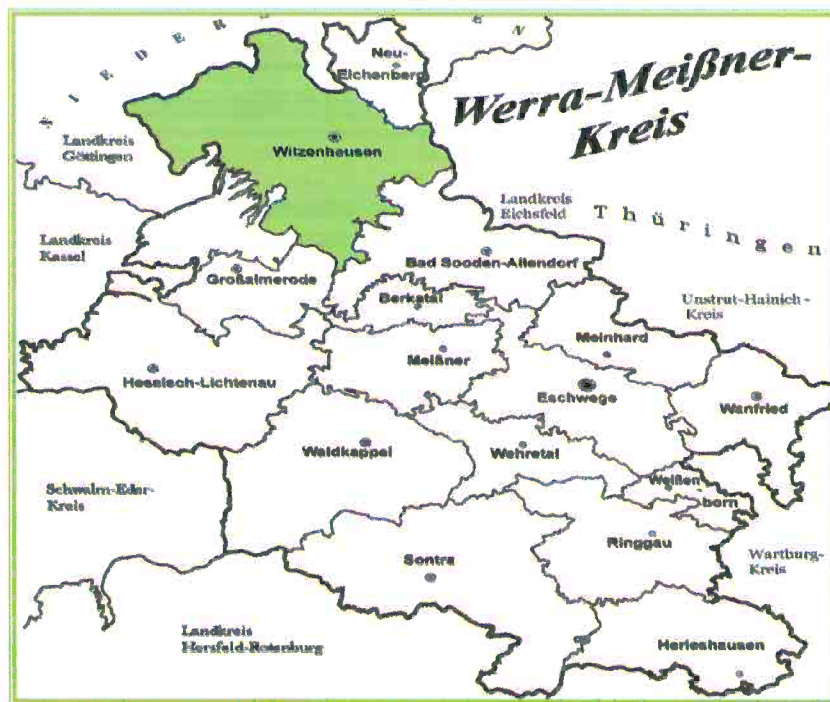 NIEDERS
E N
Neu-
Eichenberg
Werra-Meißner-
Kreis
Landkreis
Göttingen
Witzenhausen
Landkreis
Eichsfeld
Thüringen
Landkreis
Kassel
Großalmerode
Bad Sooden-Allendorf
Berkatal
Unstrut-Hainich-
Kreis
Meinhard
Meißner
Hessisch-Lichtenau
Eschwege
Wanfried
Waldkappel
Wehretal
Weißen
born
Schwalm-Eder-
Kreis
Sontra
Ringgau
Wartburg-
Kreis
Landkreis
Hersfeld-Rotenburg
Herleshausen